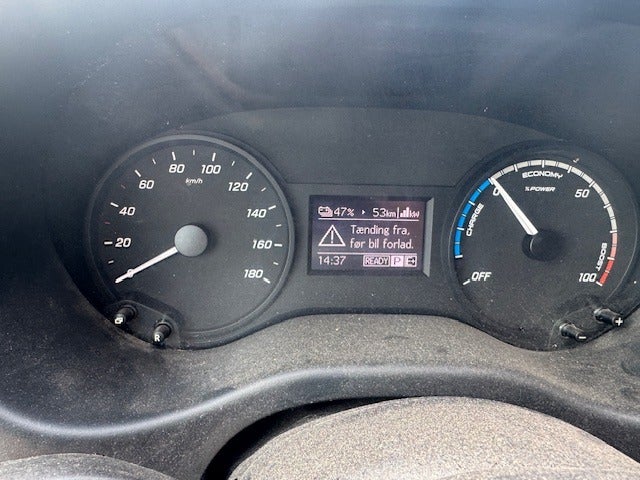 20
40
60
80
100
120
140
160
180
km/h
R
47% 53km kW
Tænding fra,
før bil forlad.
14:37 READY P
OFF
CHARGE
0
ECONOMY
% POWER
50
BOOST
100
- +